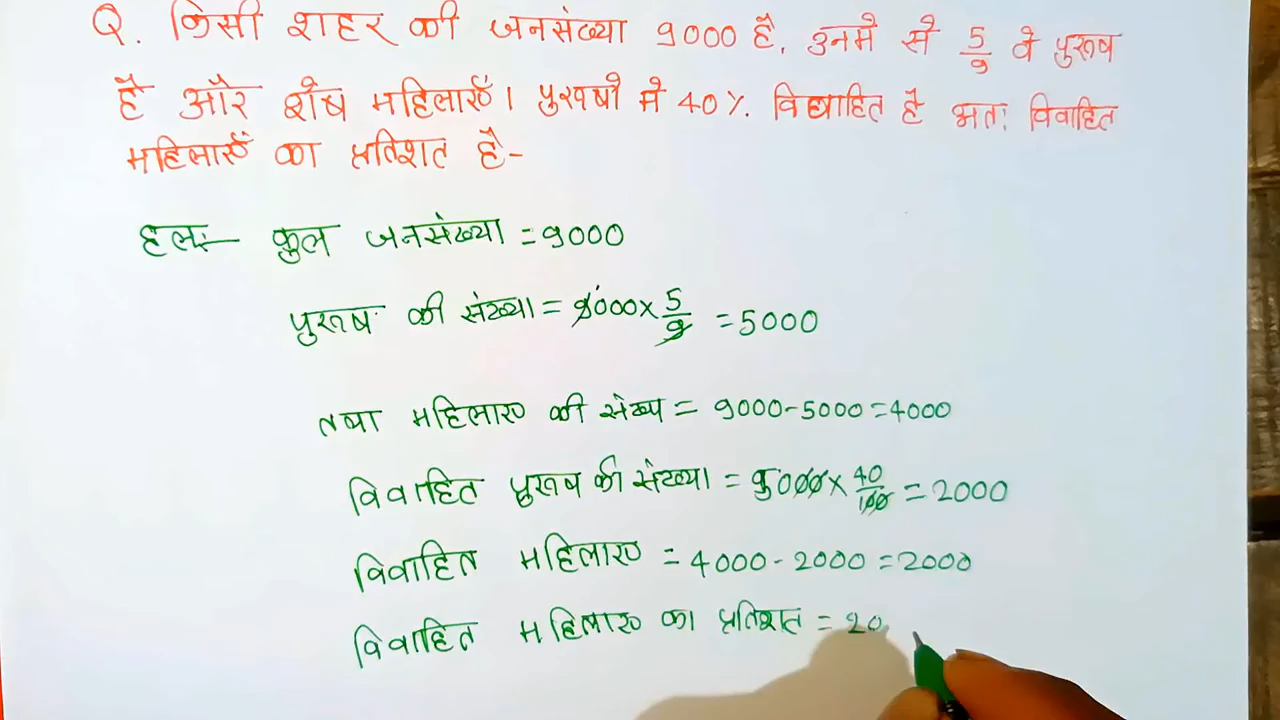 Q. किसी शहर की जनसंख्या 9000 है, उनमे से 5/9 वे पुरूष
है और शेष महिलाएँ। पुरुषो मे 40%. विवाहित है अतः विवाहित
महिलाएँ का प्रतिशत है-
हल:- कुल जनसंख्या = 9000
पुरूष की संख्या = 9000 × 5/9 = 5000
तथा महिलाए की संख्य = 9000-5000=4000
विवाहित पुरूष की संख्या = 5000 × 40/100 = 2000
विवाहित महिलाए = 4000 - 2000 = 2000
विवाहित महिलाए का प्रतिशत = 20